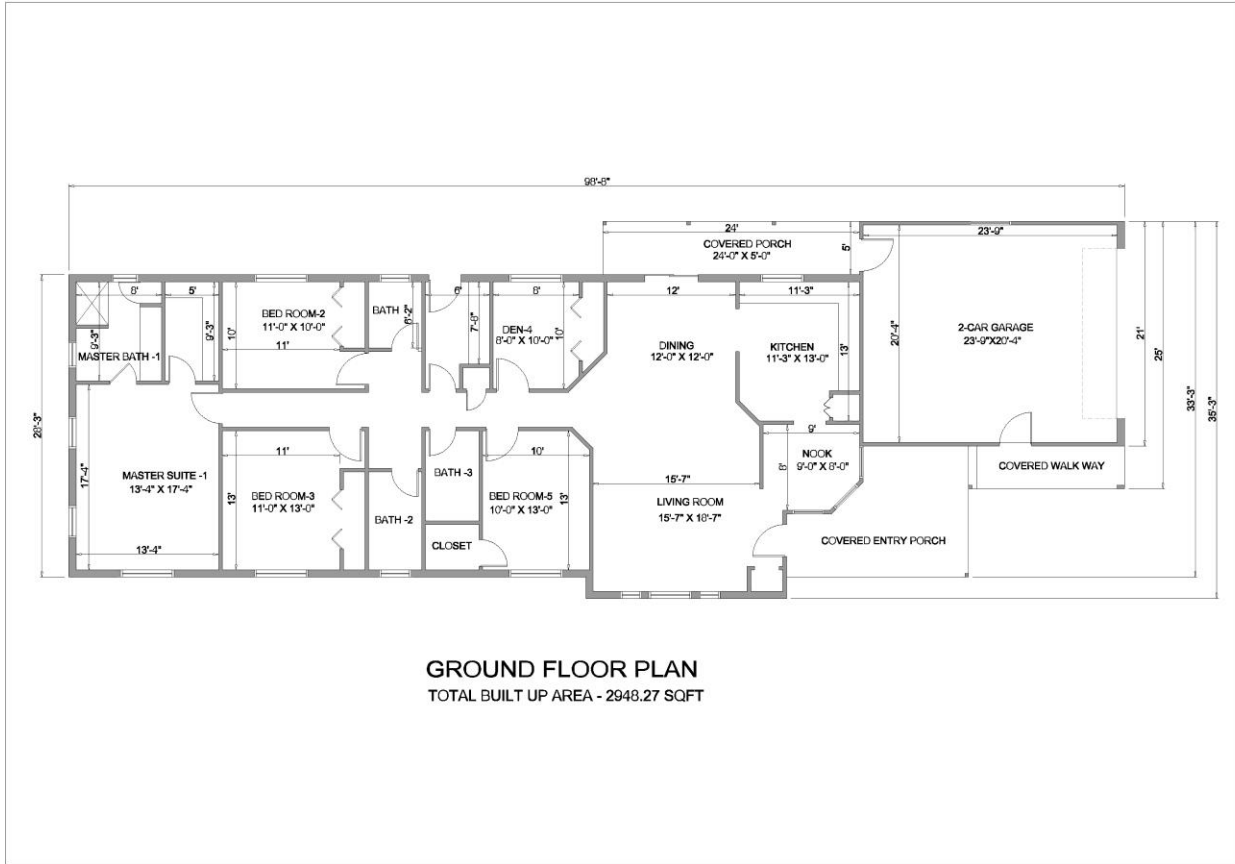 98'-8"
24'
COVERED PORCH
24'-0" X 5'-0"
5'
23'-9"
8'
5'
9'-3"
9'-3"
MASTER BATH -1
BED ROOM-2
11'-0" X 10'-0"
10'
11'
BATH
6'-2"
6'
7'-8"
8'
DEN-4
8'-0" X 10'-0"
10'
12'
DINING
12'-0" X 12'-0"
11'-3"
KITCHEN
11'-3" X 13'-0"
13'
20'-4"
2-CAR GARAGE
23'-9"X20'-4"
21'
25'
33'-3"
35'-3"
28'-3"
17'-4"
MASTER SUITE -1
13'-4" X 17'-4"
13'-4"
11'
13'
BED ROOM-3
11'-0" X 13'-0"
BATH -2
BATH -3
CLOSET
10'
BED ROOM-5
10'-0" X 13'-0"
13'
15'-7"
LIVING ROOM
15'-7" X 18'-7"
9'
8'
NOOK
9'-0" X 8'-0"
COVERED WALK WAY
COVERED ENTRY PORCH
GROUND FLOOR PLAN
TOTAL BUILT UP AREA - 2948.27 SQFT